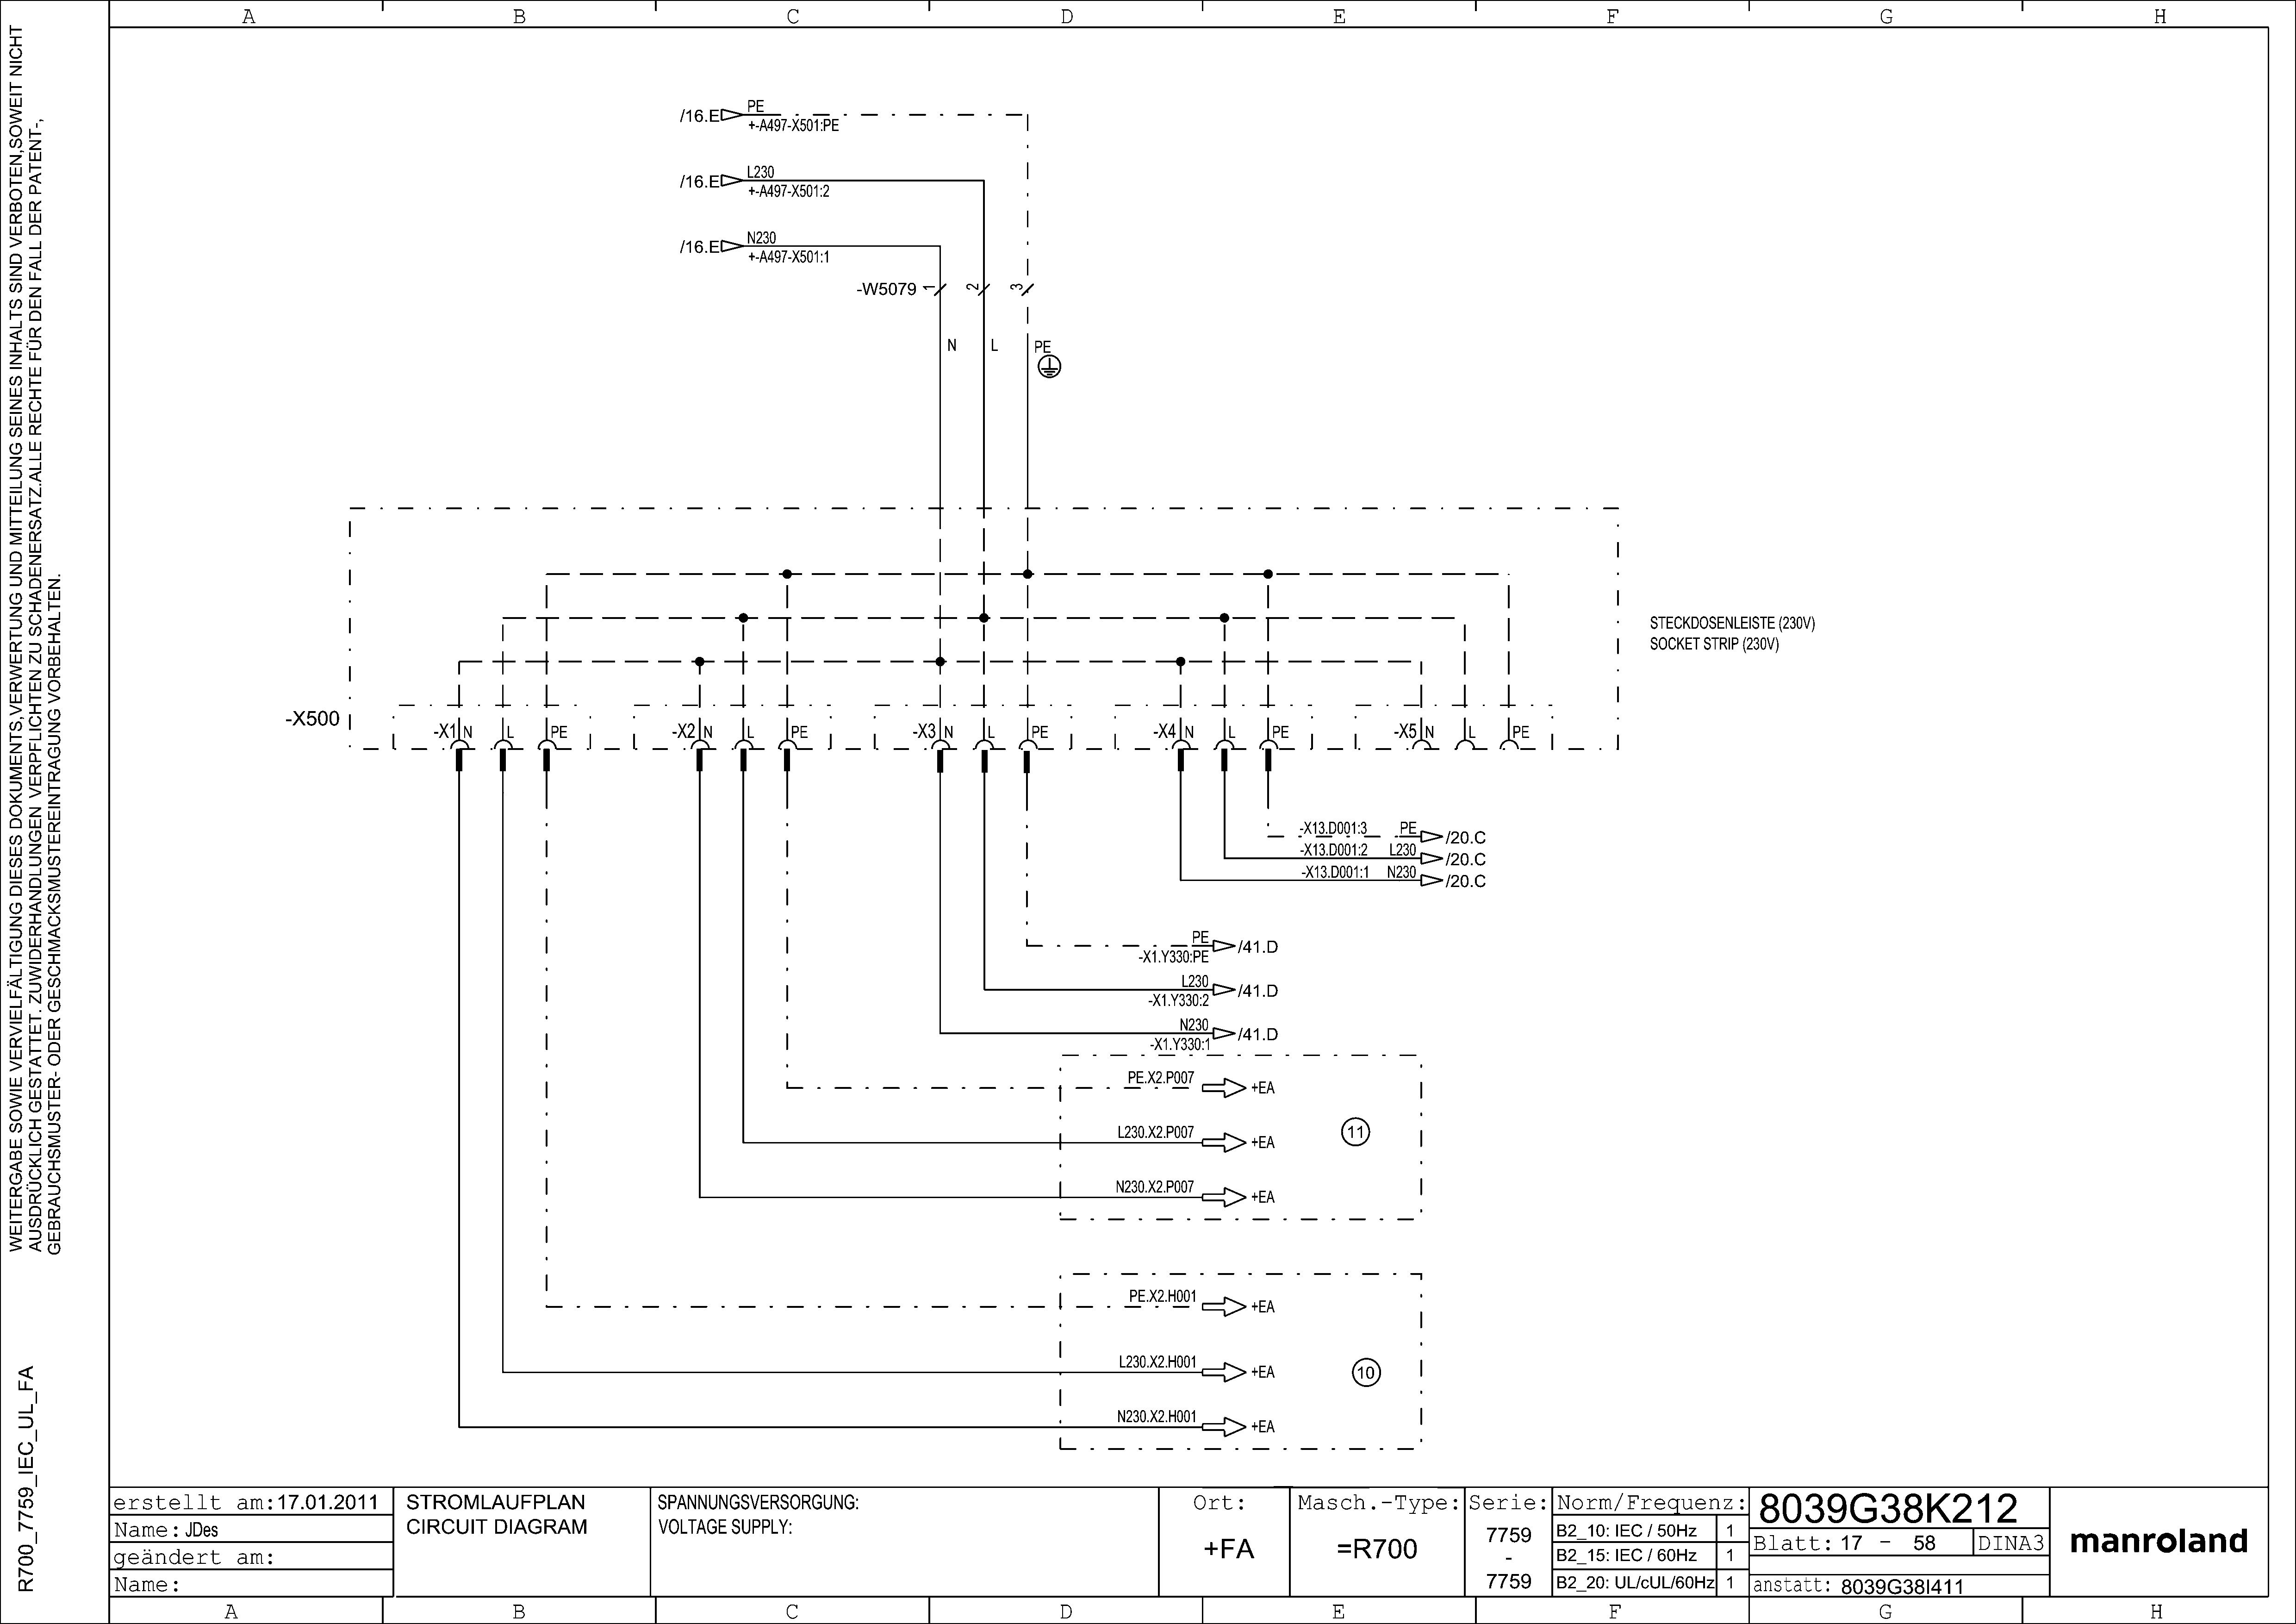 A B C D E F G H
WEITERGABE SOWIE VERVIELFÄLTIGUNG DIESES DOKUMENTS,VERWERTUNG UND MITTEILUNG SEINES INHALTS SIND VERBOTEN,SOWEIT NICHT
AUSDRÜCKLICH GESTATTET. ZUWIDERHANDLUNGEN VERPFLICHTEN ZU SCHADENERSATZ.ALLE RECHTE FÜR DEN FALL DER PATENT-,
GEBRAUCHSMUSTER- ODER GESCHMACKSMUSTEREINTRAGUNG VORBEHALTEN.
R700_7759_IEC_UL_FA
/16.E PE
+-A497-X501:PE
/16.E L230
+-A497-X501:2
/16.E N230
+-A497-X501:1
-W5079 1 2 3
N L PE
STECKDOSENLEISTE (230V)
SOCKET STRIP (230V)
-X500
-X1 N L PE -X2 N L PE -X3 N L PE -X4 N L PE -X5 N L PE
-X13.D001:3 PE /20.C
-X13.D001:2 L230 /20.C
-X13.D001:1 N230 /20.C
PE /41.D
-X1.Y330:PE
L230 /41.D
-X1.Y330:2
N230 /41.D
-X1.Y330:1
PE.X2.P007 +EA
11
L230.X2.P007 +EA
N230.X2.P007 +EA
PE.X2.H001 +EA
L230.X2.H001 +EA
10
N230.X2.H001 +EA
erstellt am:17.01.2011
Name: JDes
geändert am:
Name:
STROMLAUFPLAN
CIRCUIT DIAGRAM
SPANNUNGSVERSORGUNG:
VOLTAGE SUPPLY:
Ort:
+FA
Masch.-Type:
=R700
Serie:
7759
-
7759
Norm/Frequenz:
B2_10: IEC / 50Hz 1
B2_15: IEC / 60Hz 1
B2_20: UL/cUL/60Hz 1
8039G38K212
Blatt: 17 - 58 DINA3
anstatt: 8039G38I411
manroland
A B C D E F G H